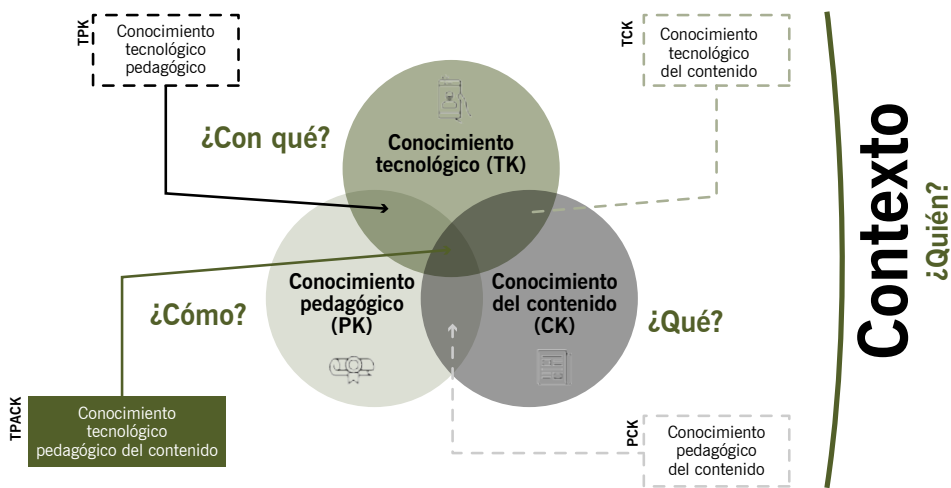 TPK
Conocimiento
tecnológico
pedagógico
TCK
Conocimiento
tecnológico
del contenido
¿Con qué?
Conocimiento
tecnológico (TK)
Conocimiento
pedagógico
(PK)
Conocimiento
del contenido
(CK)
¿Cómo?
¿Qué?
TPACK
Conocimiento
tecnológico
pedagógico del contenido
PCK
Conocimiento
pedagógico
del contenido
Contexto
¿Quién?